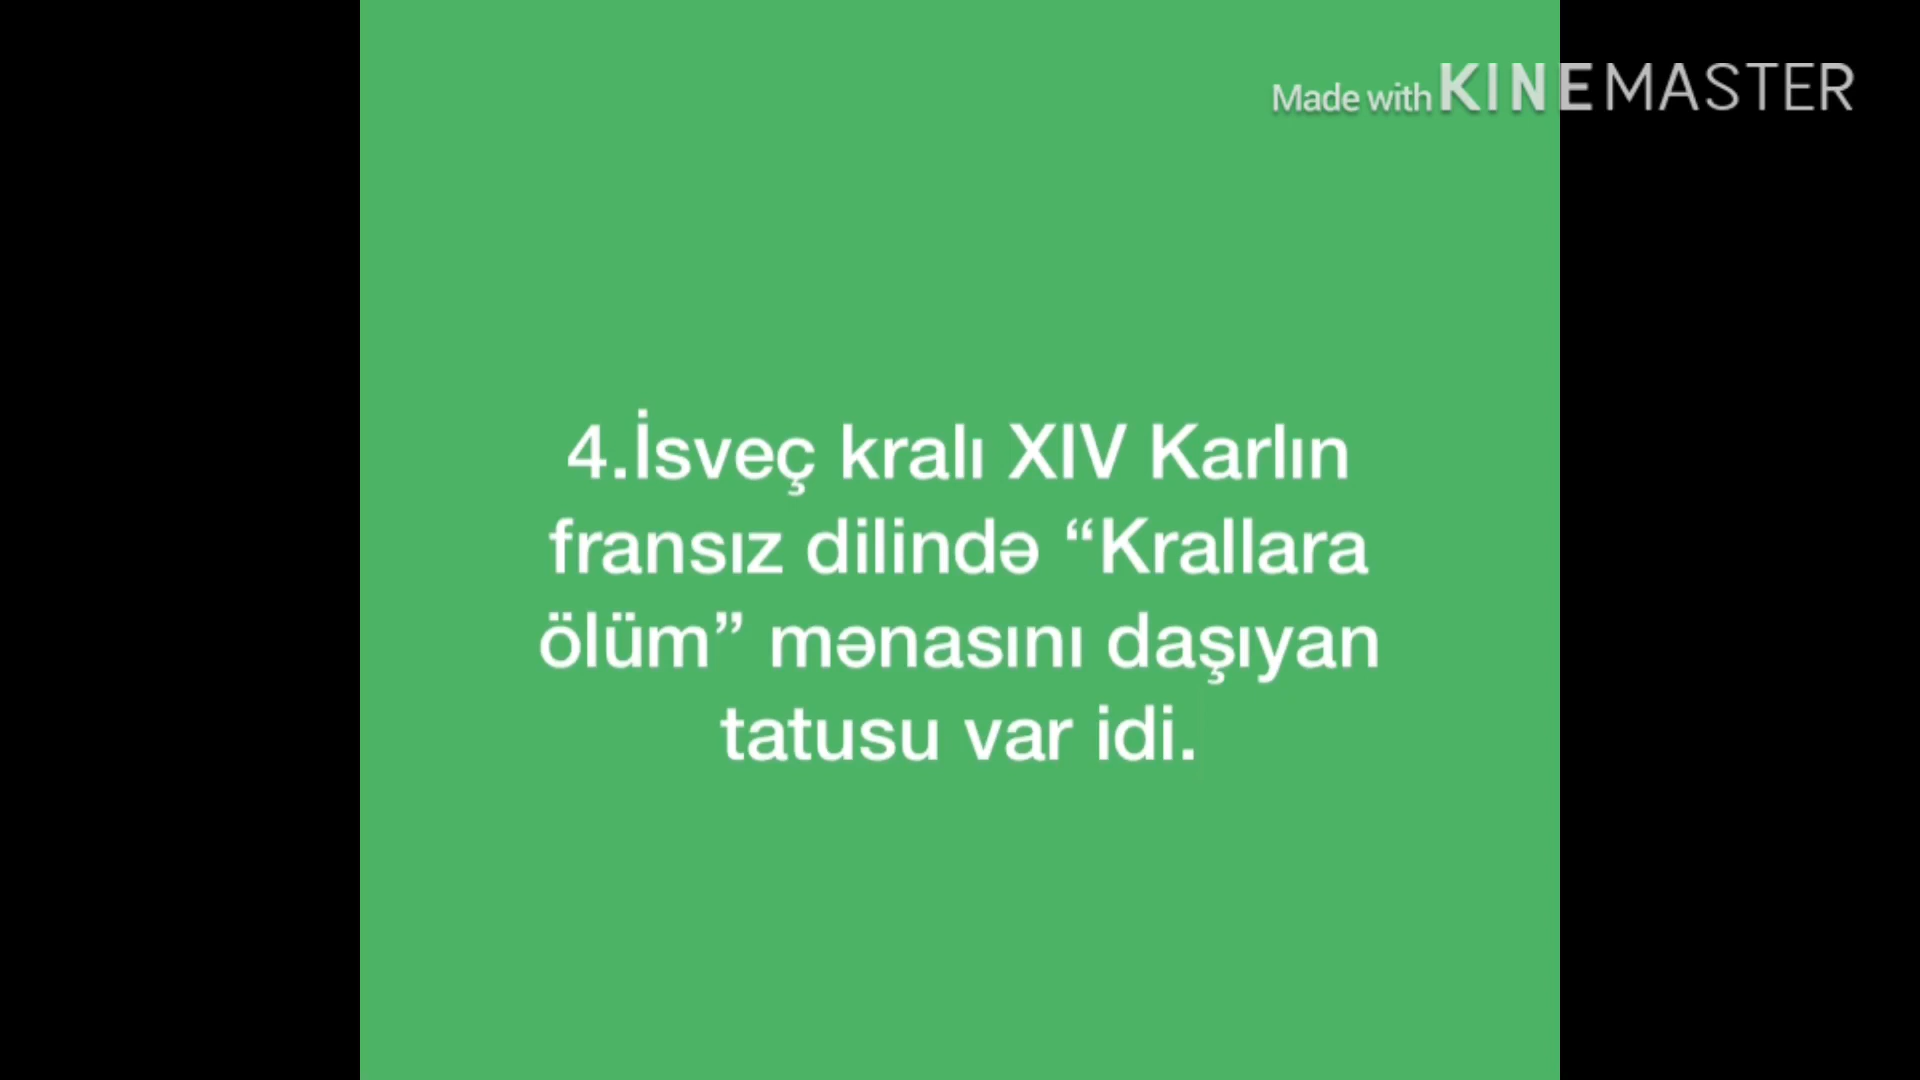 Made with KINEMASTER
4.İsveç kralı XIV Karlın
fransız dilində “Krallara
ölüm” mənasını daşıyan
tatusu var idi.